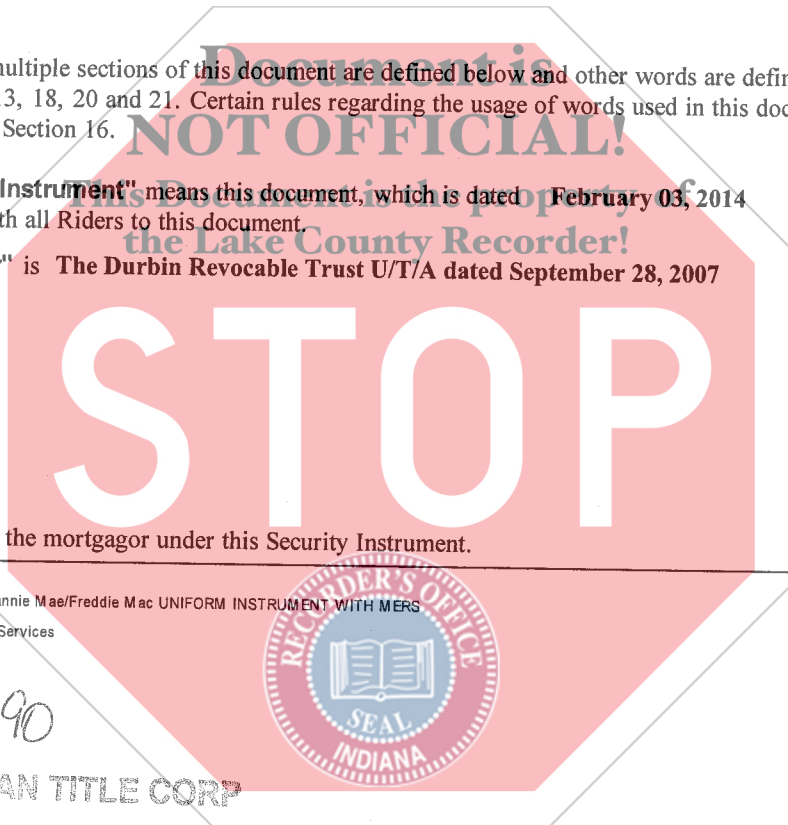 Document is
multiple sections of this document are defined below and other words are defin
13, 18, 20 and 21. Certain rules regarding the usage of words used in this doc
Section 16.
NOT OFFICIAL!
Instrument" means this document, which is dated February 03, 2014
This Document is the property of
th all Riders to this document.
the Lake County Recorder!
" is The Durbin Revocable Trust U/T/A dated September 28, 2007
STOP
the mortgagor under this Security Instrument.
annie Mae/Freddie Mac UNIFORM INSTRUMENT WITH MERS
Services
RECORDER'S OFFICE
SEAL
INDIANA
90
AN TITLE CORP